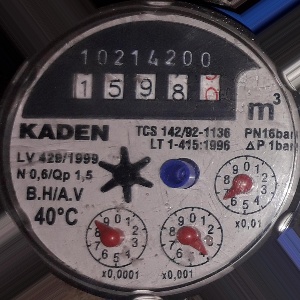 10214200
1598
m³
KADEN
TCS 142/92-1136 PN16bar
LT 1-415:1996 ΔP 1bar
LV 429/1999
N 0,6/Qp 1,5
B.H/A.V
40°C
x0,01
x0,0001
x0,001